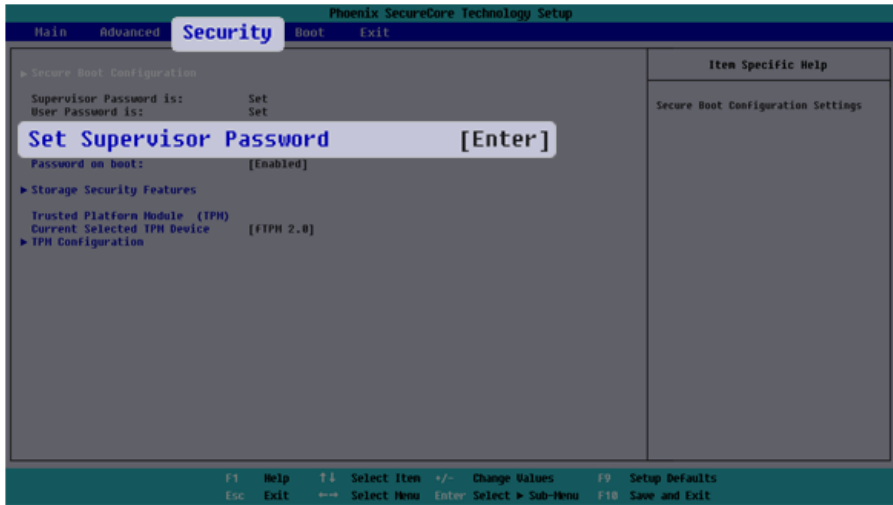 Phoenix SecureCore Technology Setup
Main Advanced Security Boot Exit
Item Specific Help
▶ Secure Boot Configuration
Secure Boot Configuration Settings
Supervisor Password is: Set
User Password is: Set
Set Supervisor Password [Enter]
Password on boot: [Enabled]
▶ Storage Security Features
Trusted Platform Module (TPM)
Current Selected TPM Device [fTPM 2.0]
▶ TPM Configuration
F1 Help ↑↓ Select Item +/- Change Values F9 Setup Defaults
Esc Exit ←→ Select Menu Enter Select ▶ Sub-Menu F10 Save and Exit